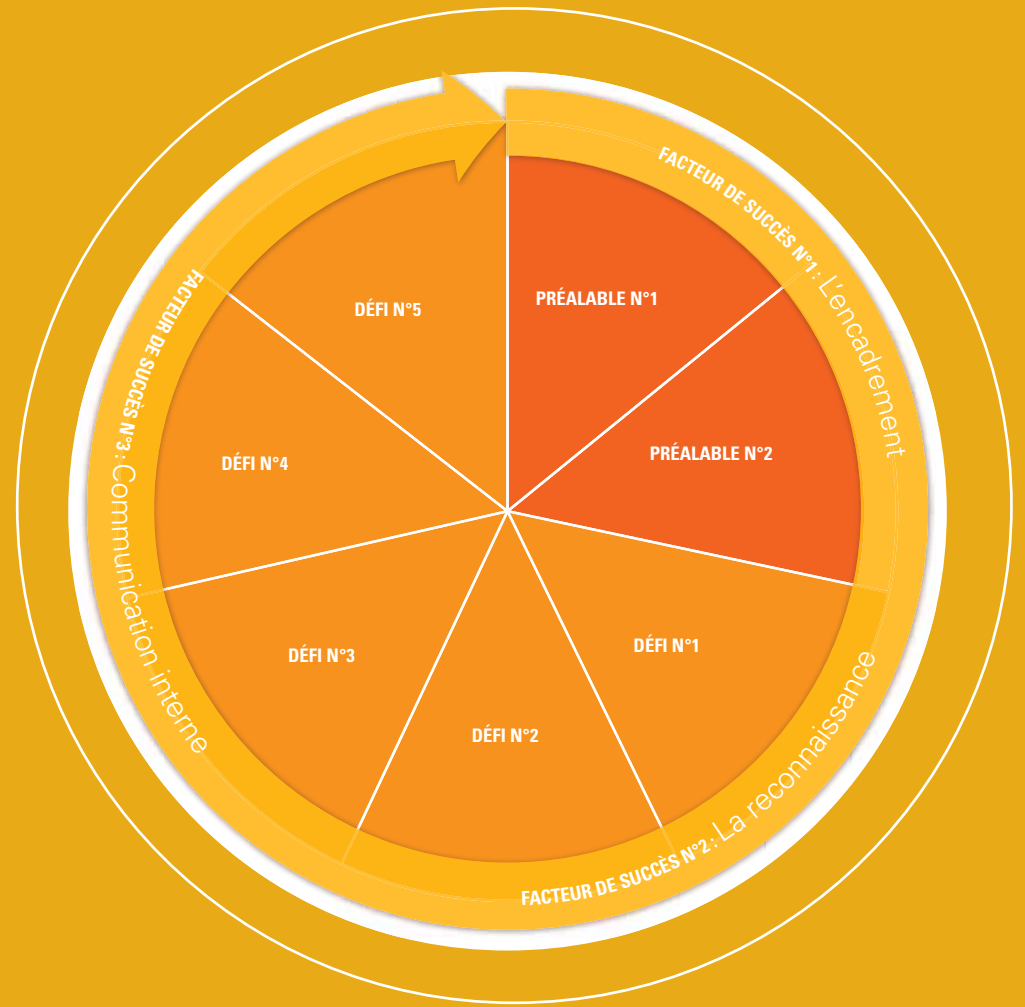 FACTEUR DE SUCCÈS N°1 : L'encadrement
PRÉALABLE N°1
PRÉALABLE N°2
DÉFI N°1
DÉFI N°2
DÉFI N°3
DÉFI N°4
DÉFI N°5
FACTEUR DE SUCCÈS N°2 : La reconnaissance
FACTEUR DE SUCCÈS N°3 : Communication interne